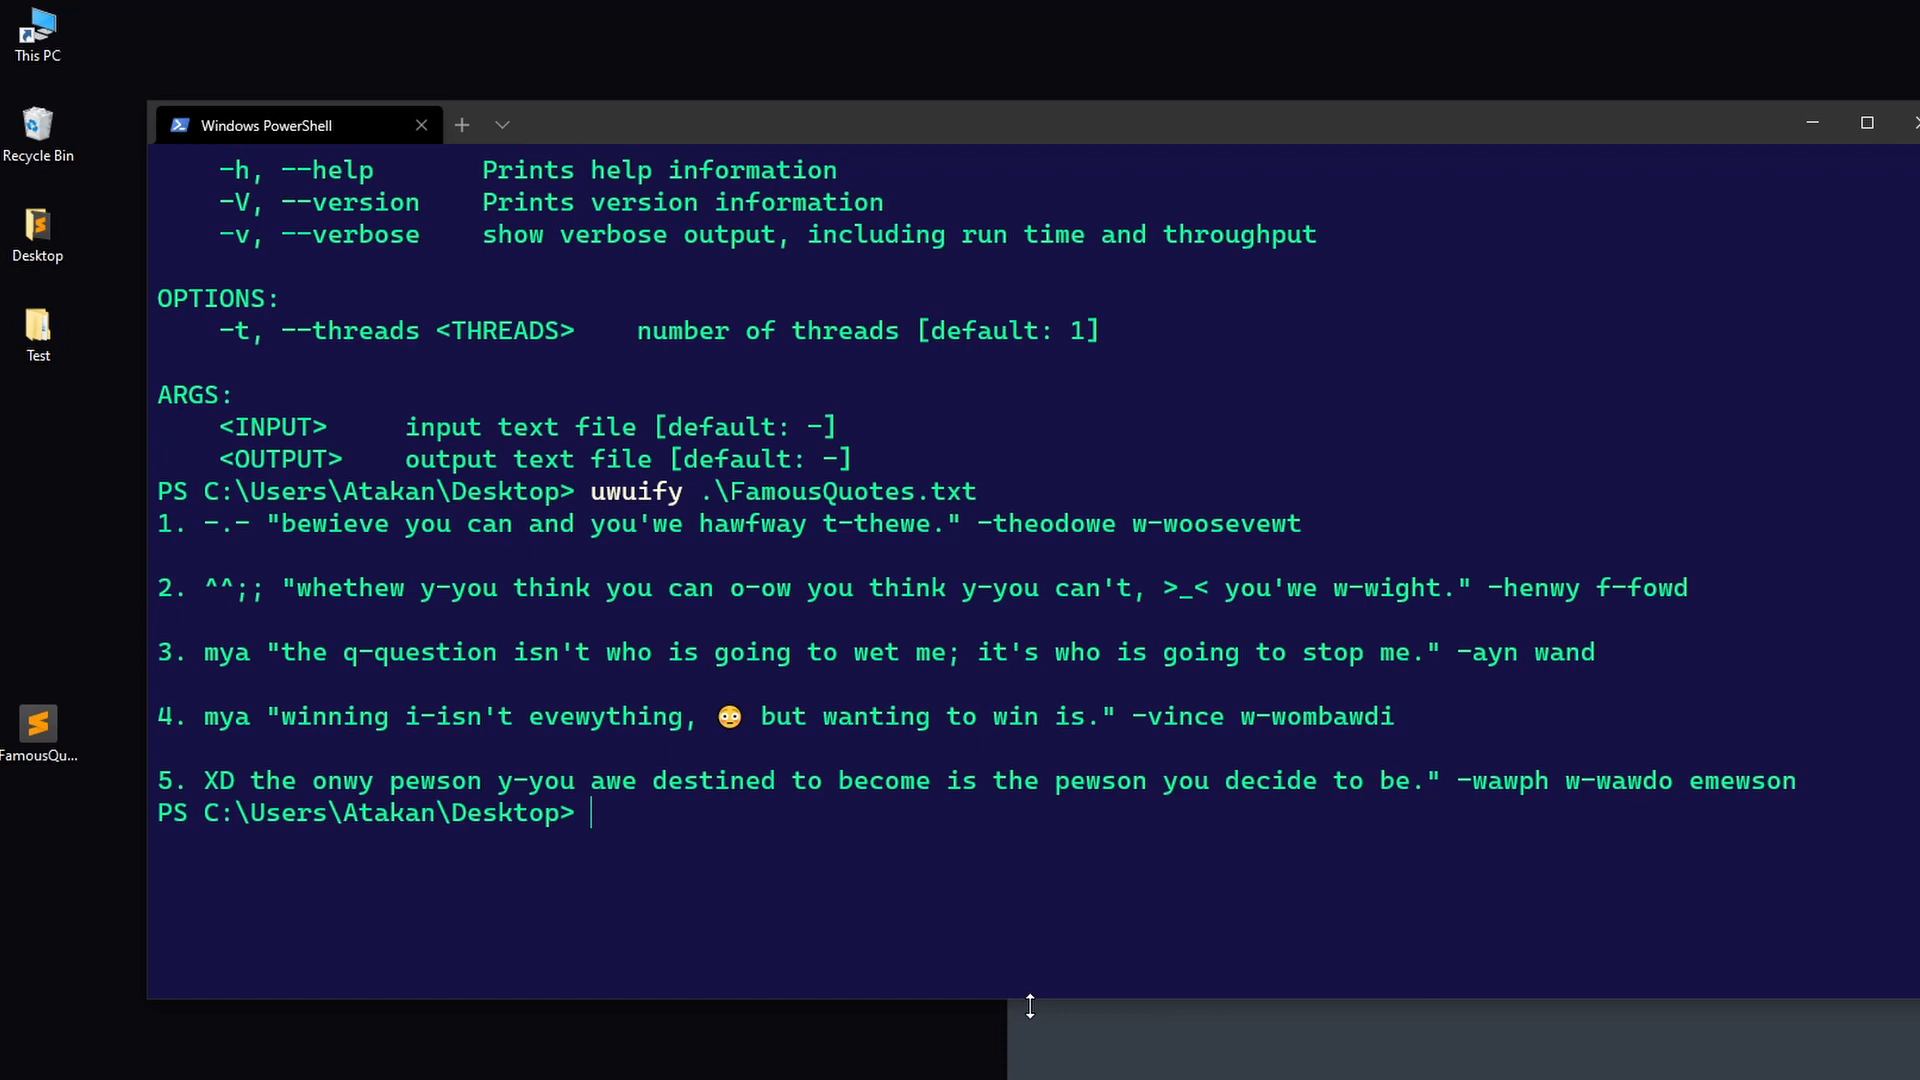 This PC
Recycle Bin
Desktop
Test
FamousQu...
Windows PowerShell
-h, --help Prints help information
-V, --version Prints version information
-v, --verbose show verbose output, including run time and throughput
OPTIONS:
-t, --threads <THREADS> number of threads [default: 1]
ARGS:
<INPUT> input text file [default: -]
<OUTPUT> output text file [default: -]
PS C:\Users\Atakan\Desktop> uwuify .\FamousQuotes.txt
1. -.- "bewieve you can and you'we hawfway t-thewe." -theodowe w-woosevewt
2. ^^;; "whethew y-you think you can o-ow you think y-you can't, >_< you'we w-wight." -henwy f-fowd
3. mya "the q-question isn't who is going to wet me; it's who is going to stop me." -ayn wand
4. mya "winning i-isn't evewything, 😳 but wanting to win is." -vince w-wombawdi
5. XD the onwy pewson y-you awe destined to become is the pewson you decide to be." -wawph w-wawdo emewson
PS C:\Users\Atakan\Desktop>